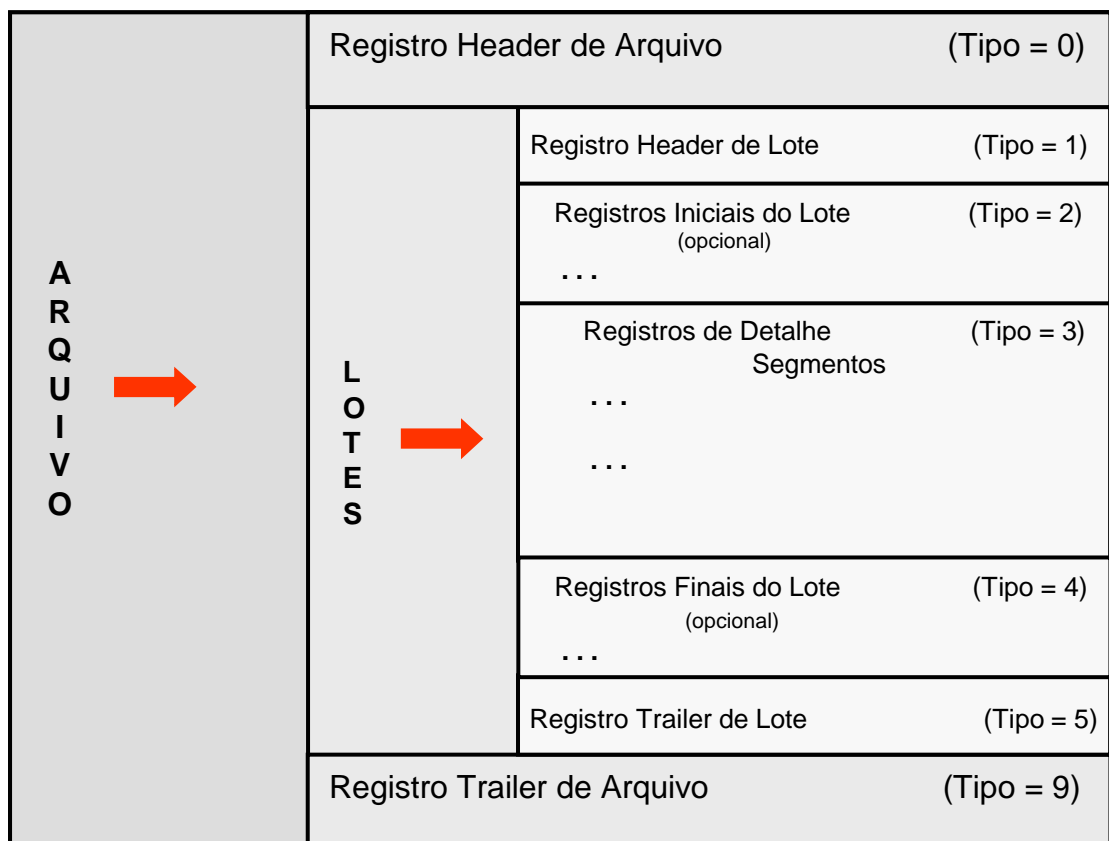 Registro Header de Arquivo (Tipo = 0)
ARQUIVO
LOTES
Registro Header de Lote (Tipo = 1)
Registros Iniciais do Lote (Tipo = 2)
(opcional)
. . .
Registros de Detalhe (Tipo = 3)
Segmentos
. . .
. . .
Registros Finais do Lote (Tipo = 4)
(opcional)
. . .
Registro Trailer de Lote (Tipo = 5)
Registro Trailer de Arquivo (Tipo = 9)